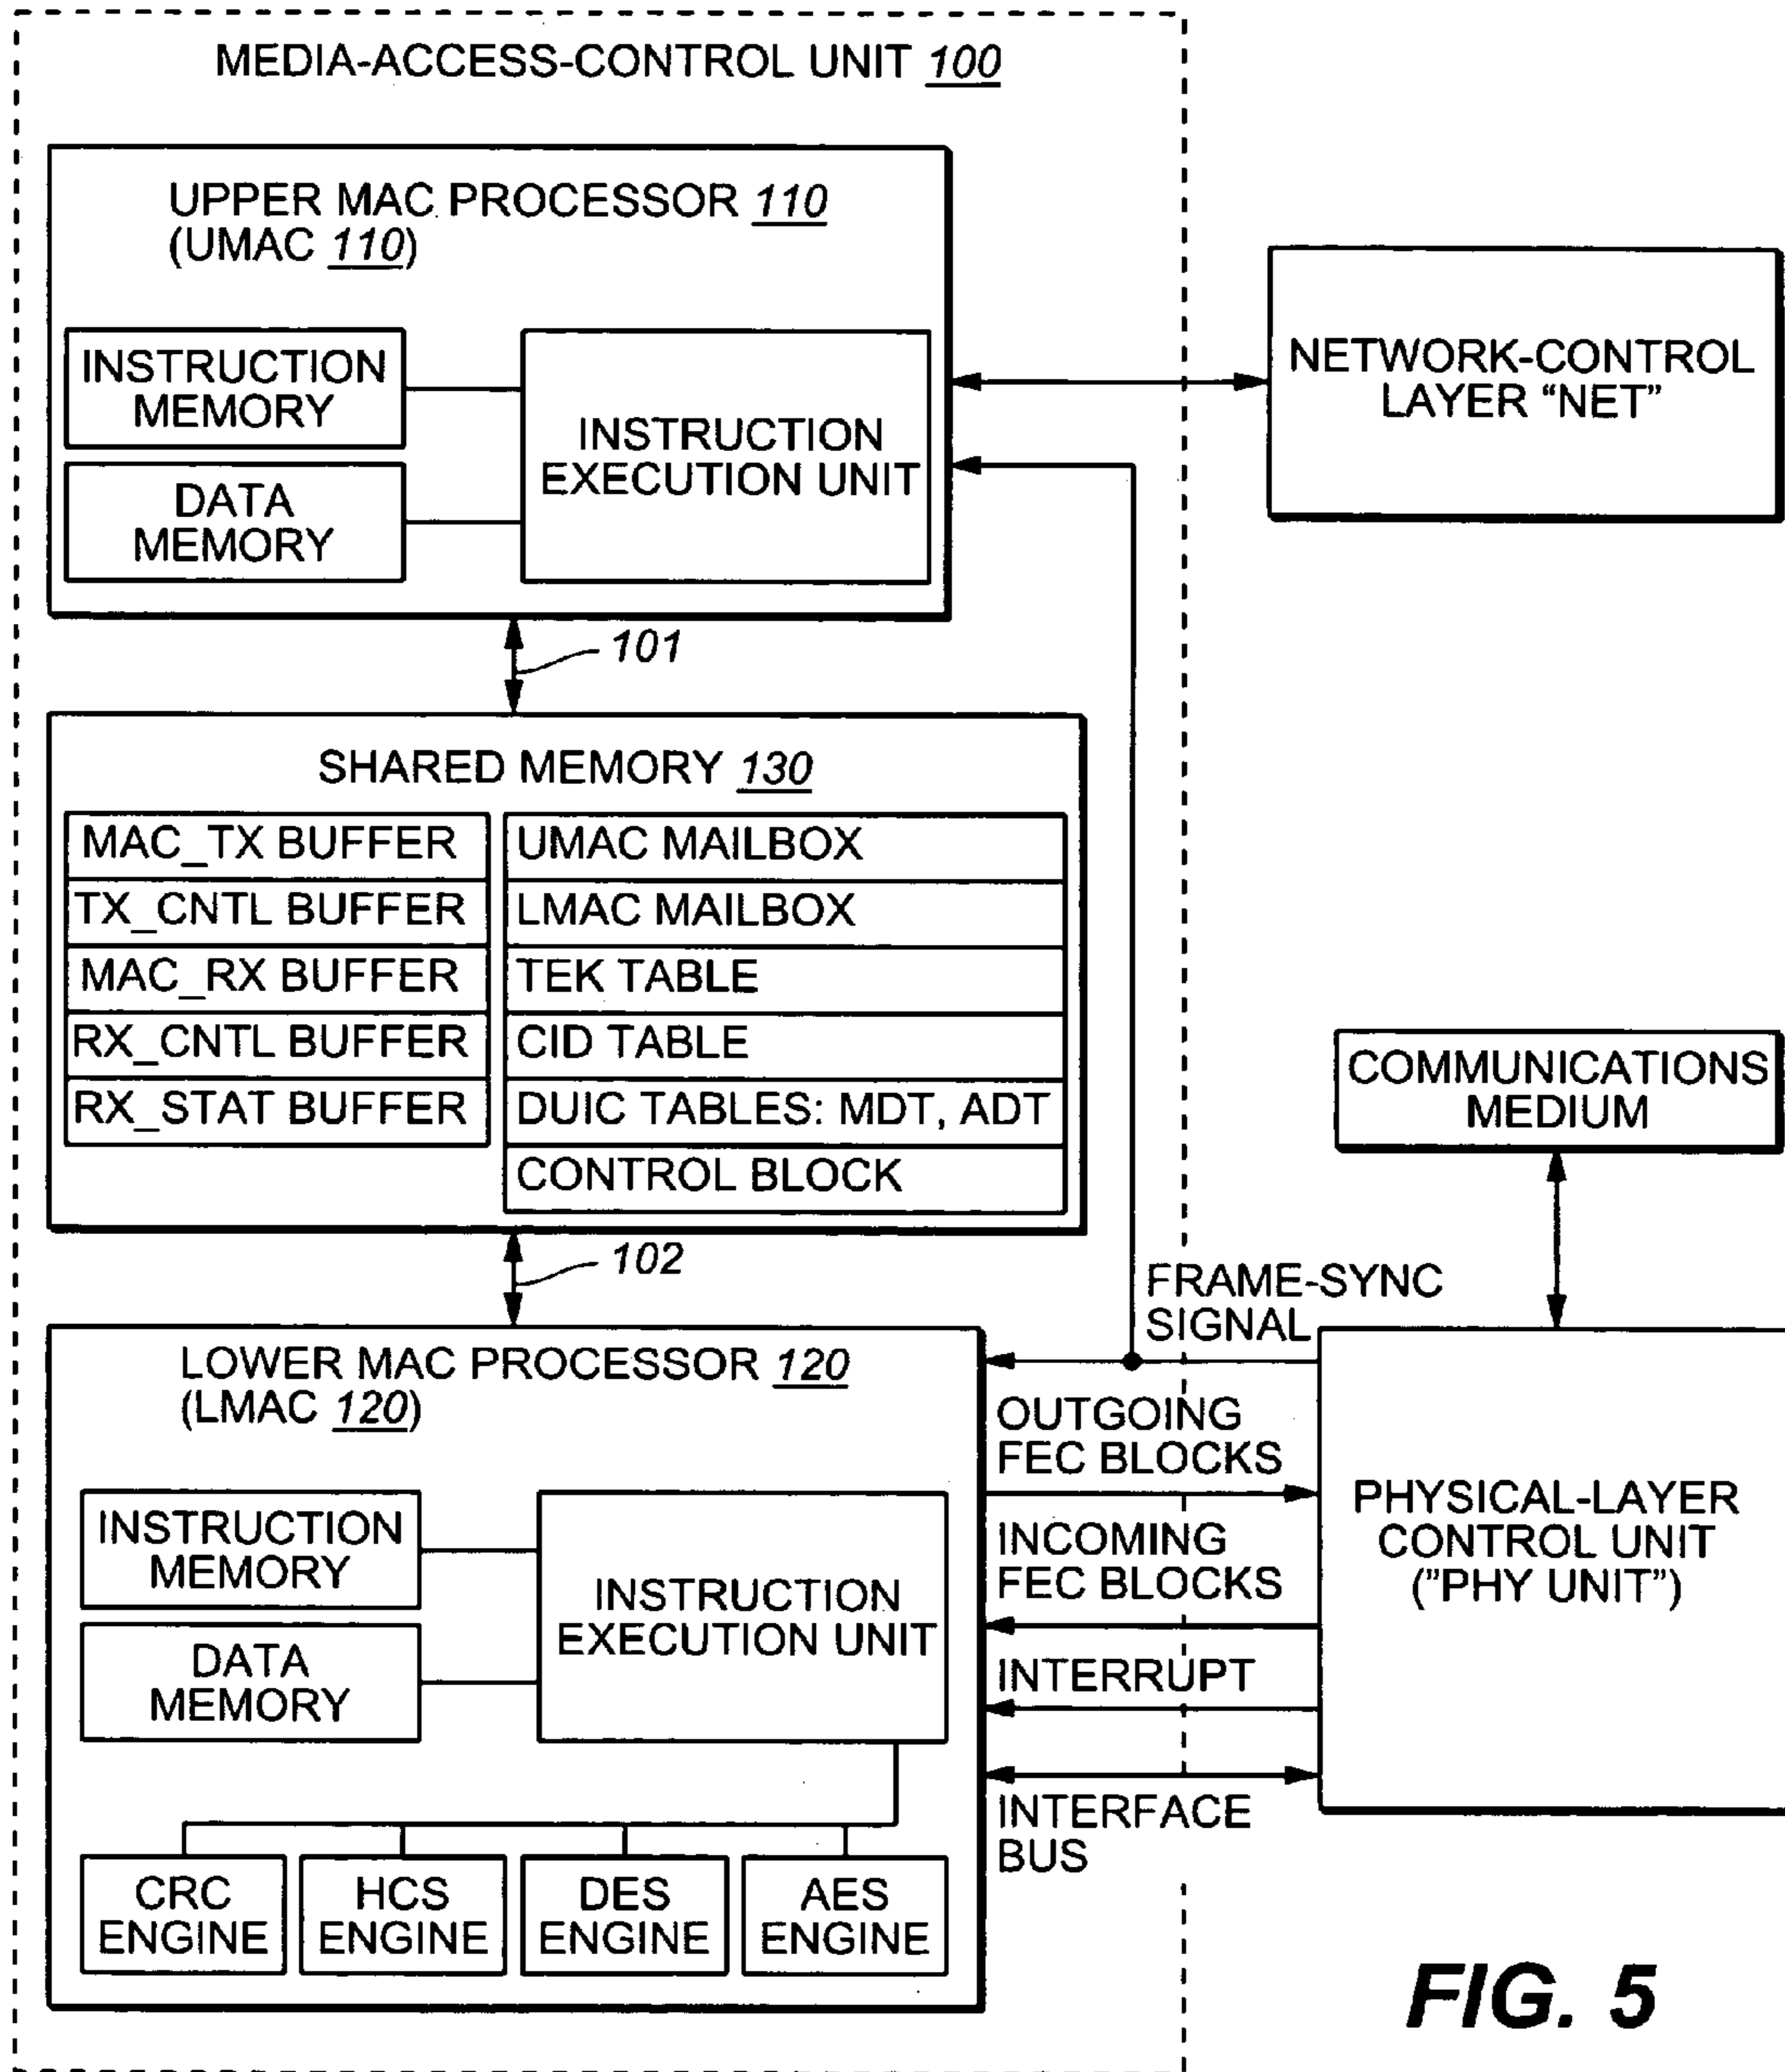 MEDIA-ACCESS-CONTROL UNIT 100
UPPER MAC PROCESSOR 110
(UMAC 110)
INSTRUCTION
MEMORY
DATA
MEMORY
INSTRUCTION
EXECUTION UNIT
NETWORK-CONTROL
LAYER “NET”
101
SHARED MEMORY 130
MAC_TX BUFFER
TX_CNTL BUFFER
MAC_RX BUFFER
RX_CNTL BUFFER
RX_STAT BUFFER
UMAC MAILBOX
LMAC MAILBOX
TEK TABLE
CID TABLE
DUIC TABLES: MDT, ADT
CONTROL BLOCK
COMMUNICATIONS
MEDIUM
102
FRAME-SYNC
SIGNAL
LOWER MAC PROCESSOR 120
(LMAC 120)
INSTRUCTION
MEMORY
DATA
MEMORY
INSTRUCTION
EXECUTION UNIT
OUTGOING
FEC BLOCKS
INCOMING
FEC BLOCKS
INTERRUPT
INTERFACE
BUS
PHYSICAL-LAYER
CONTROL UNIT
(”PHY UNIT”)
CRC
ENGINE
HCS
ENGINE
DES
ENGINE
AES
ENGINE
FIG. 5